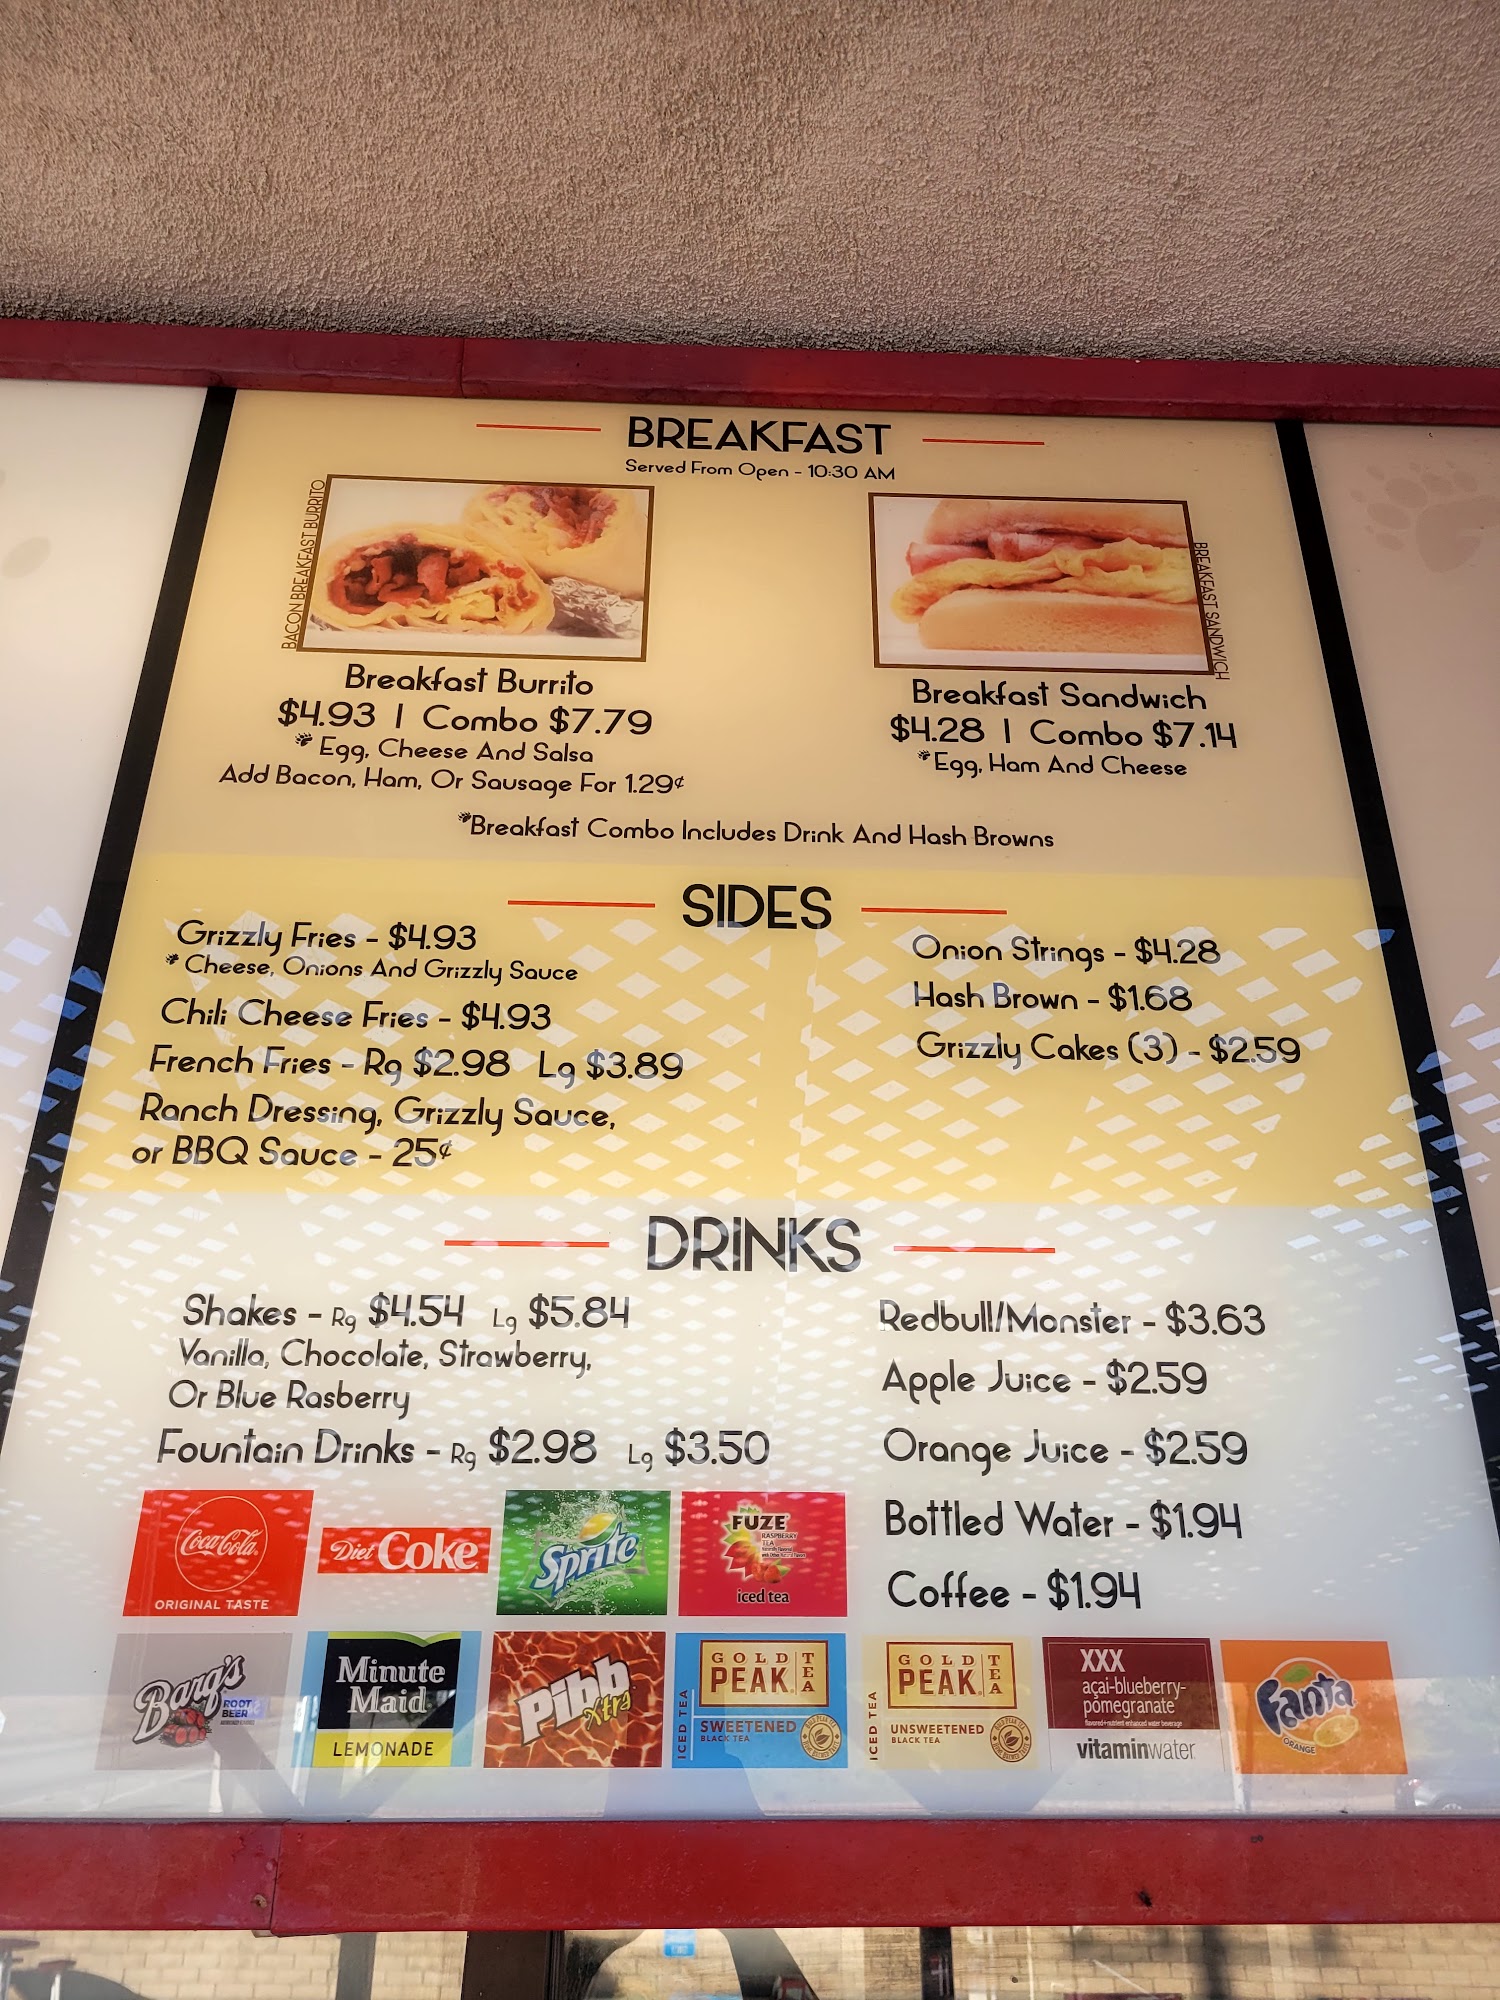 BREAKFAST
Served From Open - 10:30 AM
BACON BREAKFAST BURRITO
Breakfast Burrito
$4.93 | Combo $7.79
* Egg, Cheese And Salsa
Add Bacon, Ham, Or Sausage For 1.29¢
BREAKFAST SANDWICH
Breakfast Sandwich
$4.28 | Combo $7.14
*Egg, Ham And Cheese
*Breakfast Combo Includes Drink And Hash Browns
SIDES
Grizzly Fries - $4.93
* Cheese, Onions And Grizzly Sauce
Chili Cheese Fries - $4.93
French Fries - Rg $2.98 Lg $3.89
Ranch Dressing, Grizzly Sauce,
or BBQ Sauce - 25¢
Onion Strings - $4.28
Hash Brown - $1.68
Grizzly Cakes (3) - $2.59
DRINKS
Shakes - Rg $4.54 Lg $5.84
Vanilla, Chocolate, Strawberry,
Or Blue Rasberry
Fountain Drinks - Rg $2.98 Lg $3.50
Redbull/Monster - $3.63
Apple Juice - $2.59
Orange Juice - $2.59
Bottled Water - $1.94
Coffee - $1.94
Coca-Cola
ORIGINAL TASTE
Diet Coke
Sprite
FUZE
RASPBERRY
TEA
iced tea
Barq's
ROOT
BEER
Minute
Maid
LEMONADE
Pibb
Xtra
GOLD
PEAK
TEA
ICED TEA
SWEETENED
BLACK TEA
GOLD
PEAK
TEA
ICED TEA
UNSWEETENED
BLACK TEA
XXX
açai-blueberry-
pomegranate
vitaminwater
Fanta
ORANGE